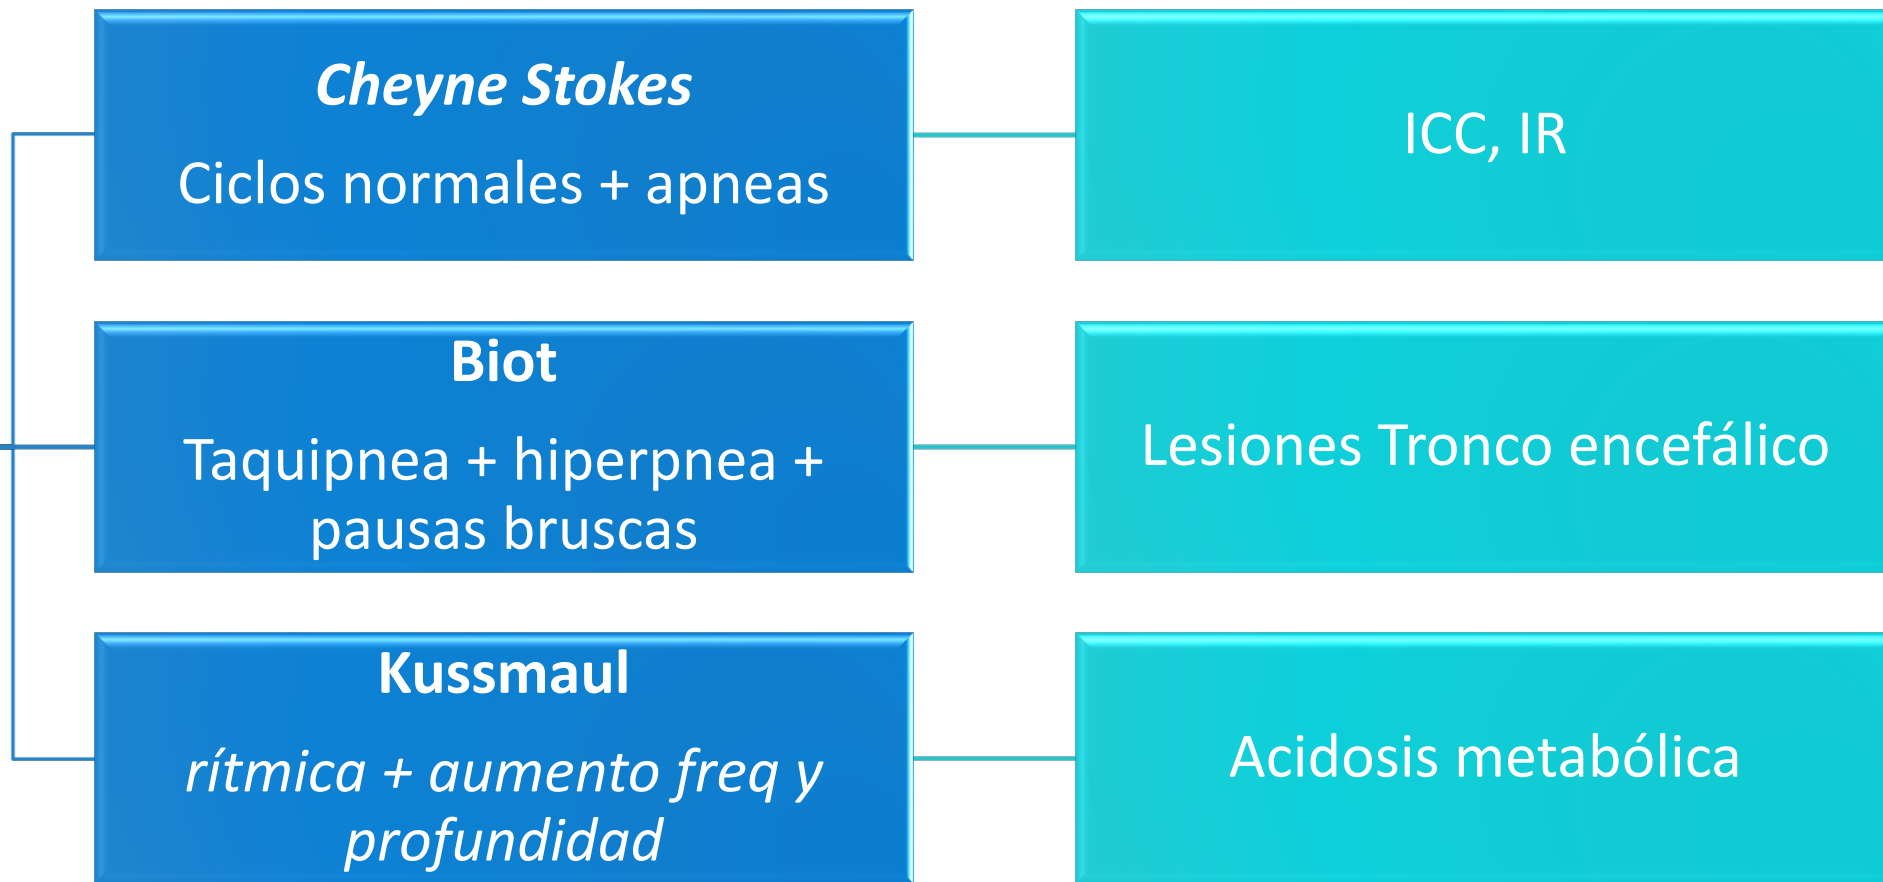 Cheyne Stokes
Ciclos normales + apneas
ICC, IR
Biot
Taquipnea + hiperpnea +
pausas bruscas
Lesiones Tronco encefálico
Kussmaul
rítmica + aumento freq y
profundidad
Acidosis metabólica